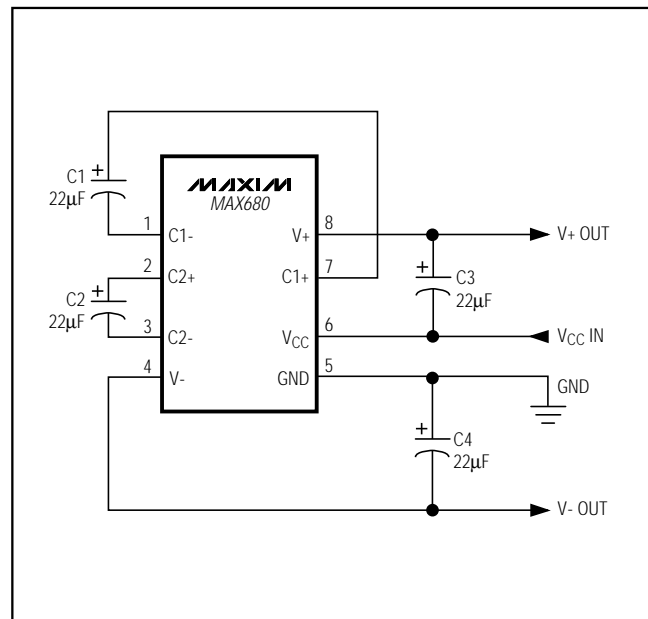 C1
+
22µF
MAXIM
MAX680
1
C1-
V+
8
V+ OUT
2
C2+
C1+
7
+
C3
22µF
C2
+
22µF
3
C2-
VCC
6
VCC IN
4
V-
GND
5
GND
+
C4
22µF
V- OUT